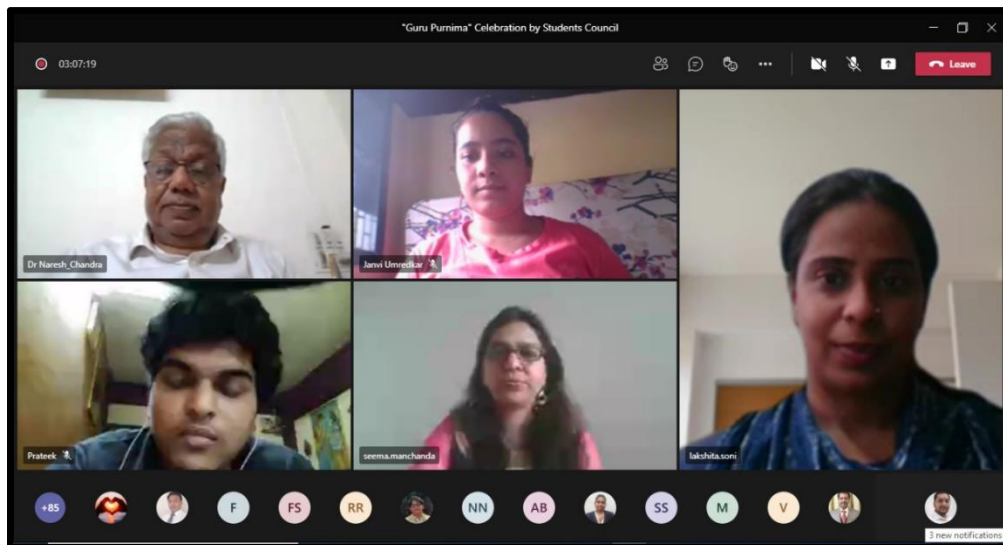 "Guru Purnima" Celebration by Students Council
03:07:19
Leave
Dr Naresh_Chandra
Janvi Umredkar
Prateek
seema.manchanda
lakshita.soni
+85
F
FS
RR
NN
AB
SS
M
V
3 new notifications